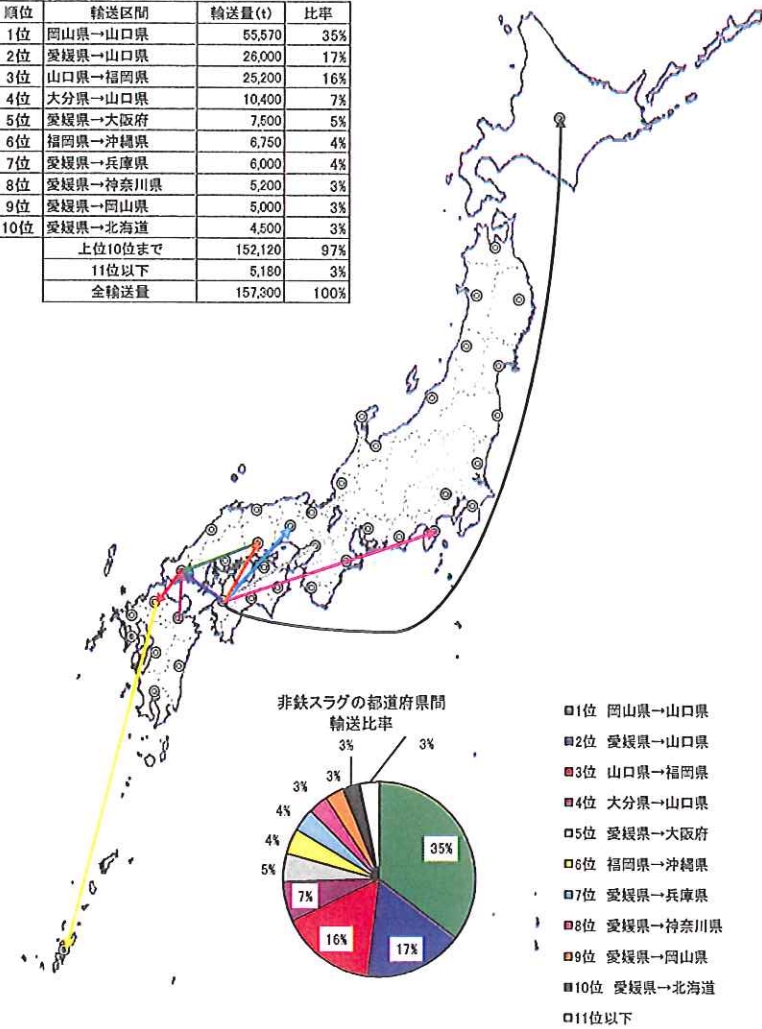 順位 輸送区間 輸送量(t) 比率
1位 岡山県→山口県 55,570 35%
2位 愛媛県→山口県 26,000 17%
3位 山口県→福岡県 25,200 16%
4位 大分県→山口県 10,400 7%
5位 愛媛県→大阪府 7,500 5%
6位 福岡県→沖縄県 6,750 4%
7位 愛媛県→兵庫県 6,000 4%
8位 愛媛県→神奈川県 5,200 3%
9位 愛媛県→岡山県 5,000 3%
10位 愛媛県→北海道 4,500 3%
上位10位まで 152,120 97%
11位以下 5,180 3%
全輸送量 157,300 100%
非鉄スラグの都道府県間
輸送比率
3%
3%
3%
3%
4%
4%
5%
7%
16%
17%
35%
1位 岡山県→山口県
2位 愛媛県→山口県
3位 山口県→福岡県
4位 大分県→山口県
5位 愛媛県→大阪府
6位 福岡県→沖縄県
7位 愛媛県→兵庫県
8位 愛媛県→神奈川県
9位 愛媛県→岡山県
10位 愛媛県→北海道
11位以下